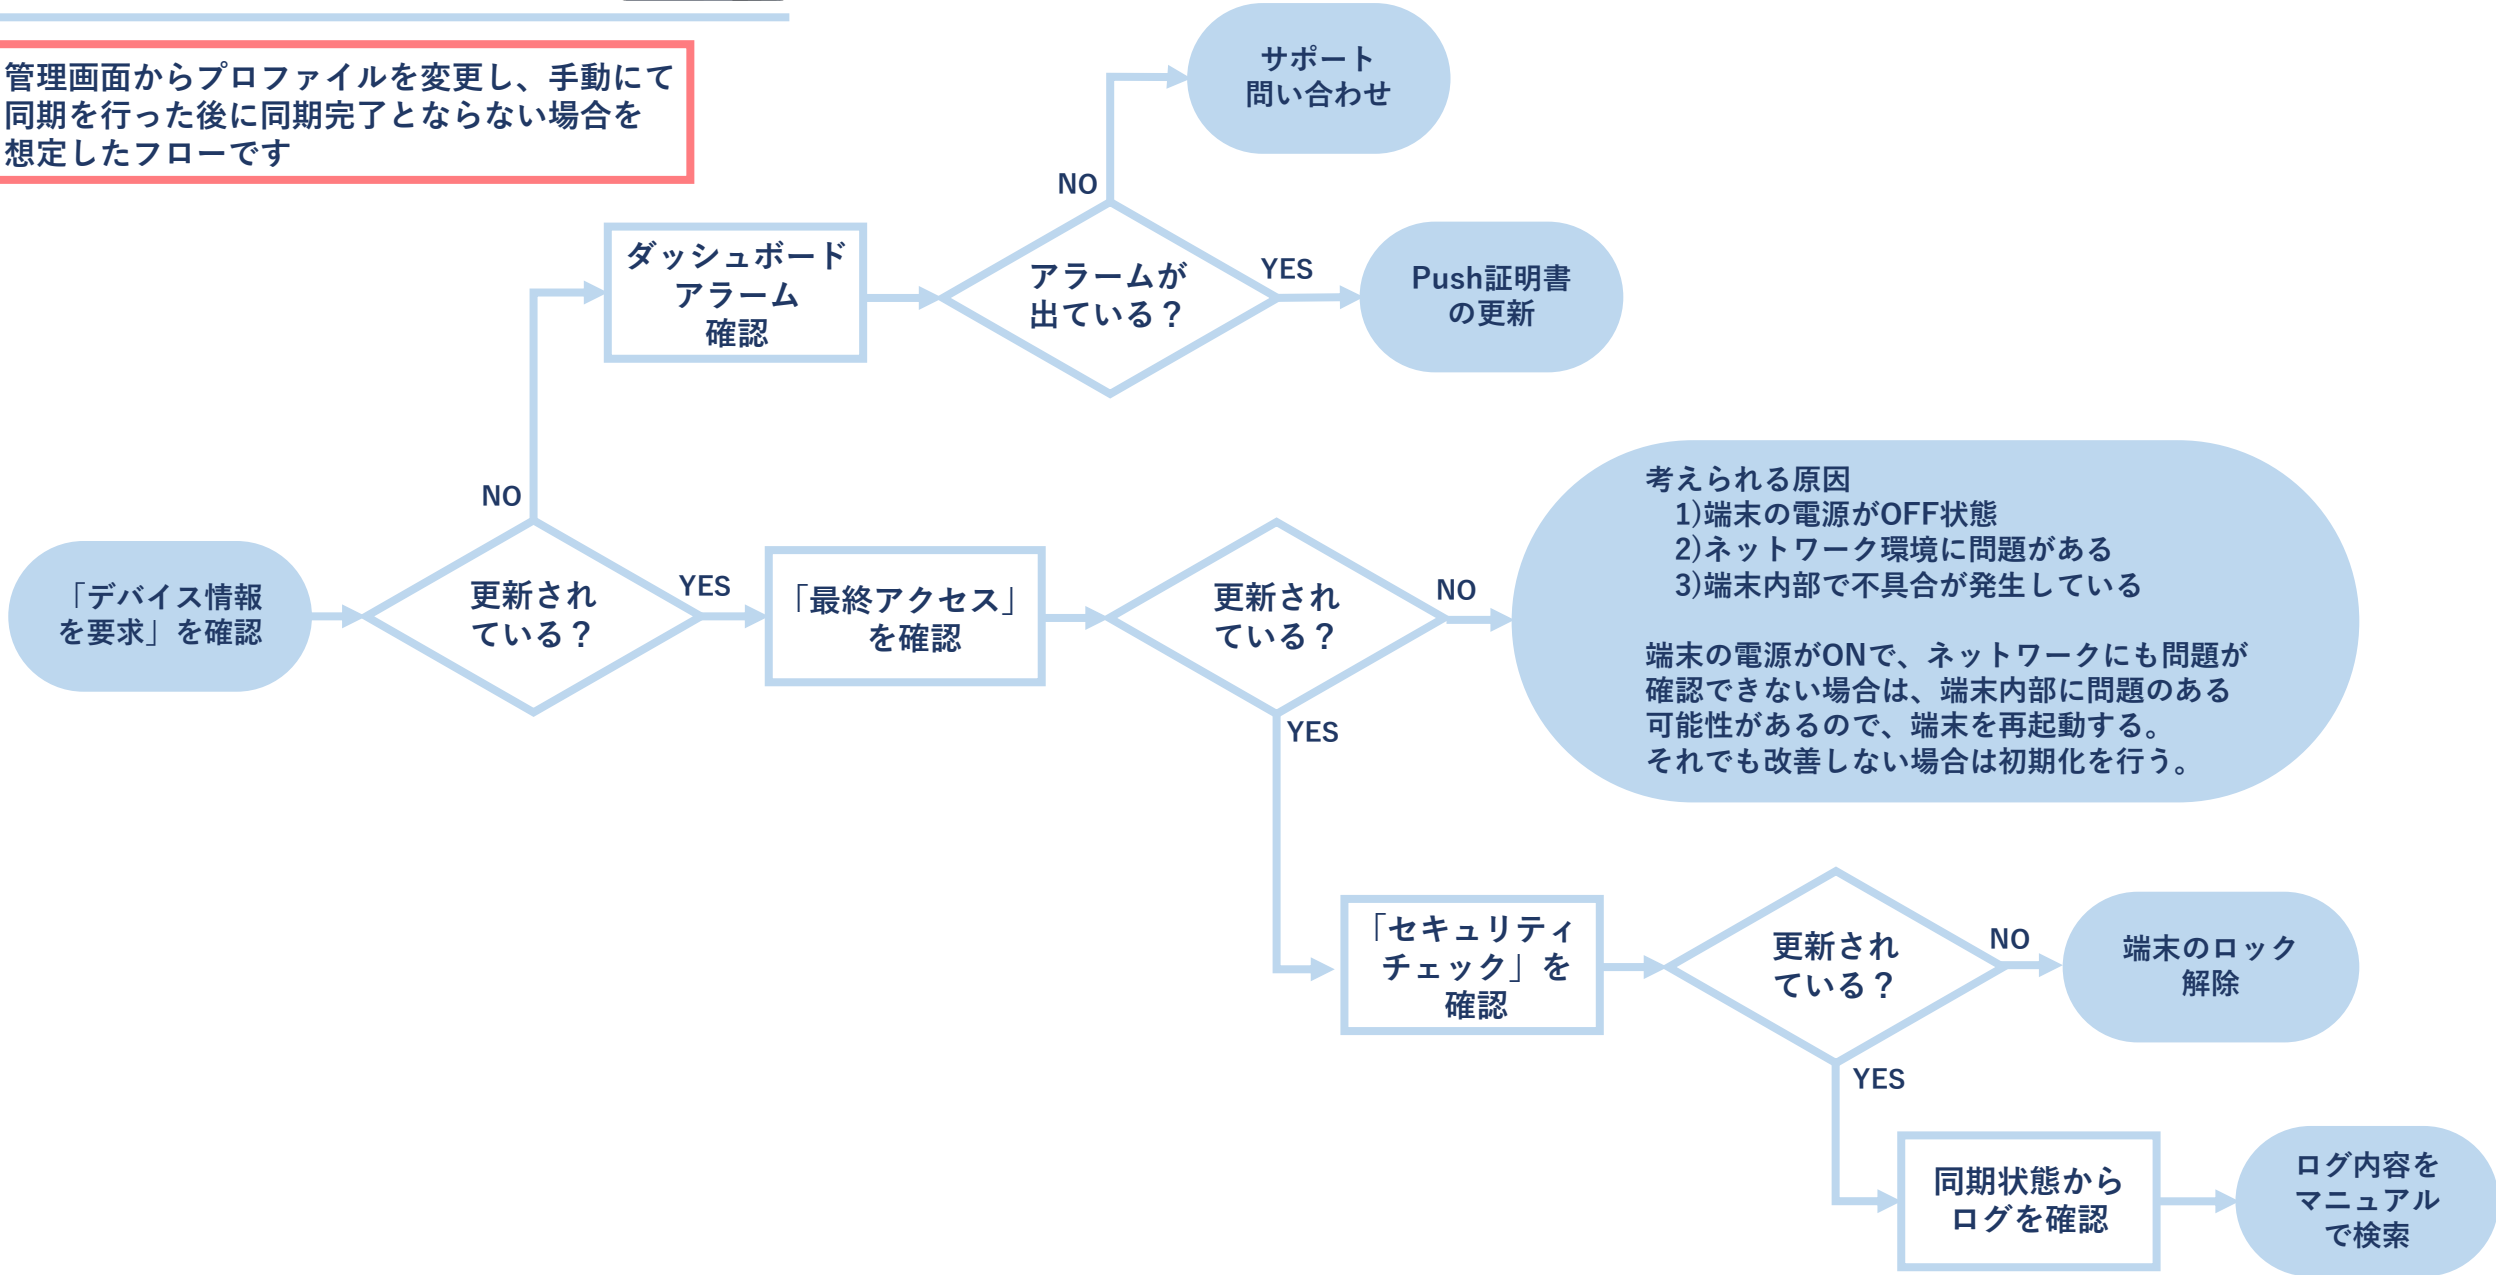 管理画面からプロファイルを変更し、手動にて
同期を行った後に同期完了とならない場合を
想定したフローです
サポート
問い合わせ
NO
ダッシュボード
アラーム
確認
アラームが
出ている？
YES
Push証明書
の更新
NO
「デバイス情報
を要求」を確認
更新され
ている？
YES
「最終アクセス」
を確認
更新され
ている？
NO
考えられる原因
1)端末の電源がOFF状態
2)ネットワーク環境に問題がある
3)端末内部で不具合が発生している
端末の電源がONで、ネットワークにも問題が
確認できない場合は、端末内部に問題のある
可能性があるので、端末を再起動する。
それでも改善しない場合は初期化を行う。
YES
「セキュリティ
チェック」を
確認
更新され
ている？
NO
端末のロック
解除
YES
同期状態から
ログを確認
ログ内容を
マニュアル
で検索